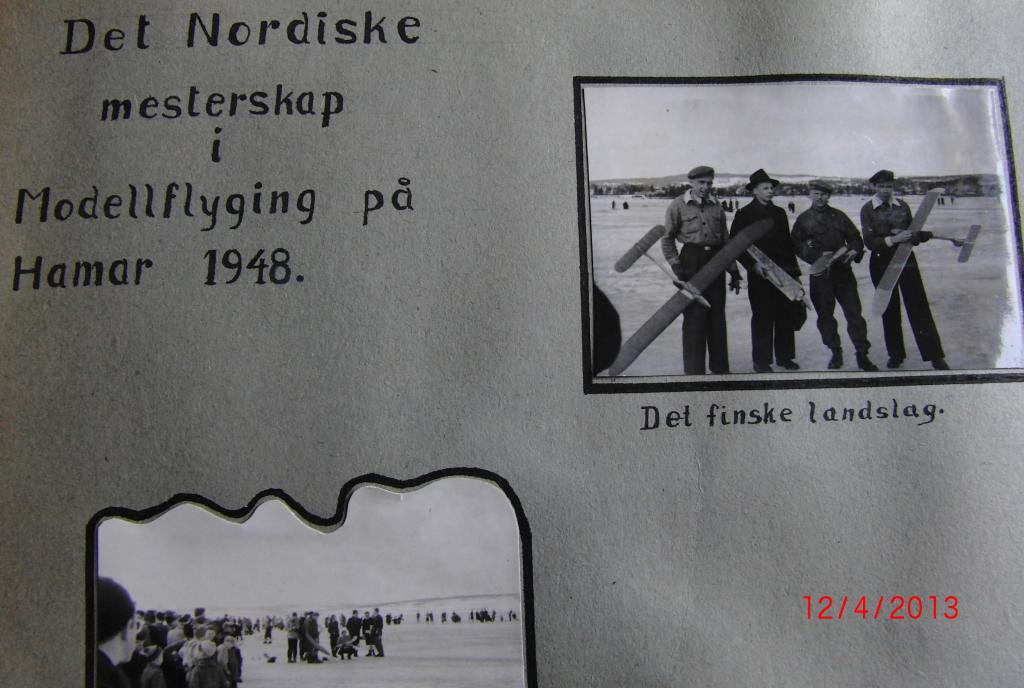 Det Nordiske
mesterskap
i
Modellflyging på
Hamar 1948.
Det finske landslag.
12/4/2013